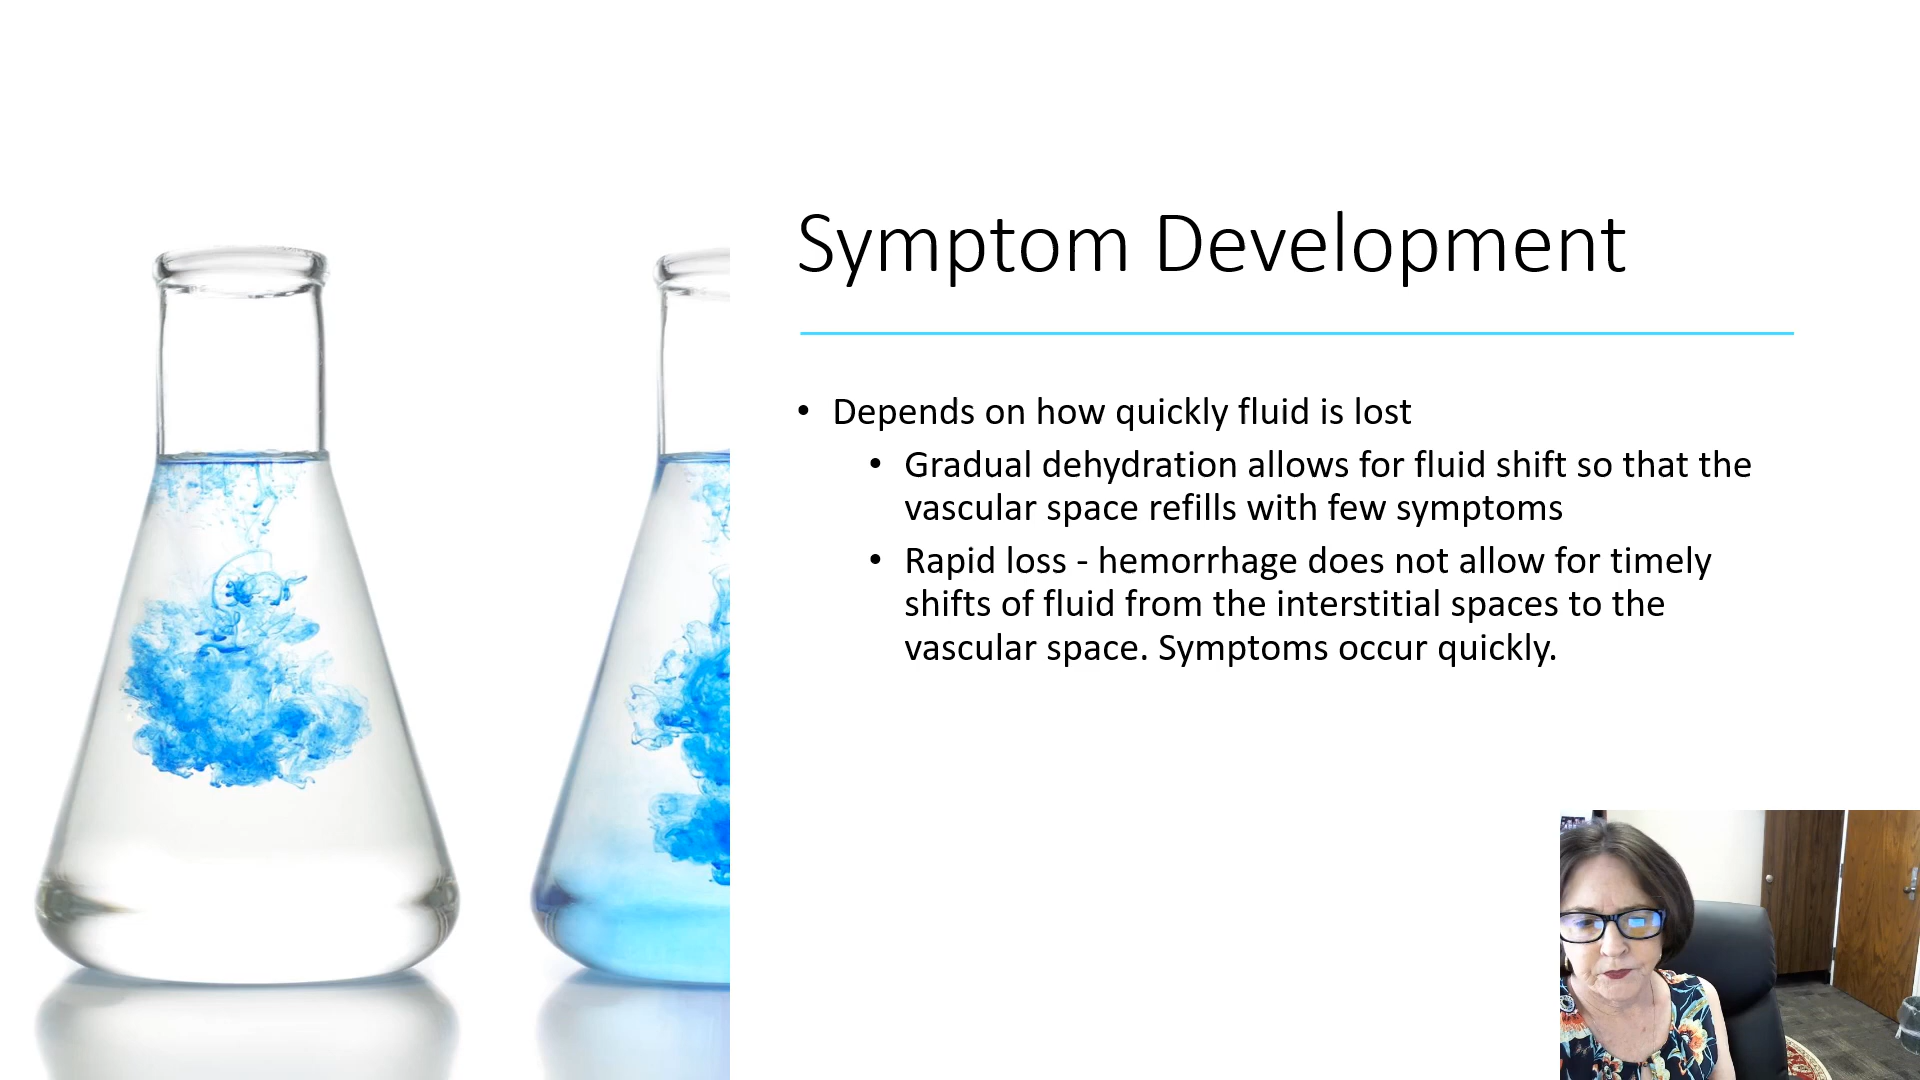 Symptom Development
• Depends on how quickly fluid is lost
• Gradual dehydration allows for fluid shift so that the
vascular space refills with few symptoms
• Rapid loss - hemorrhage does not allow for timely
shifts of fluid from the interstitial spaces to the
vascular space. Symptoms occur quickly.